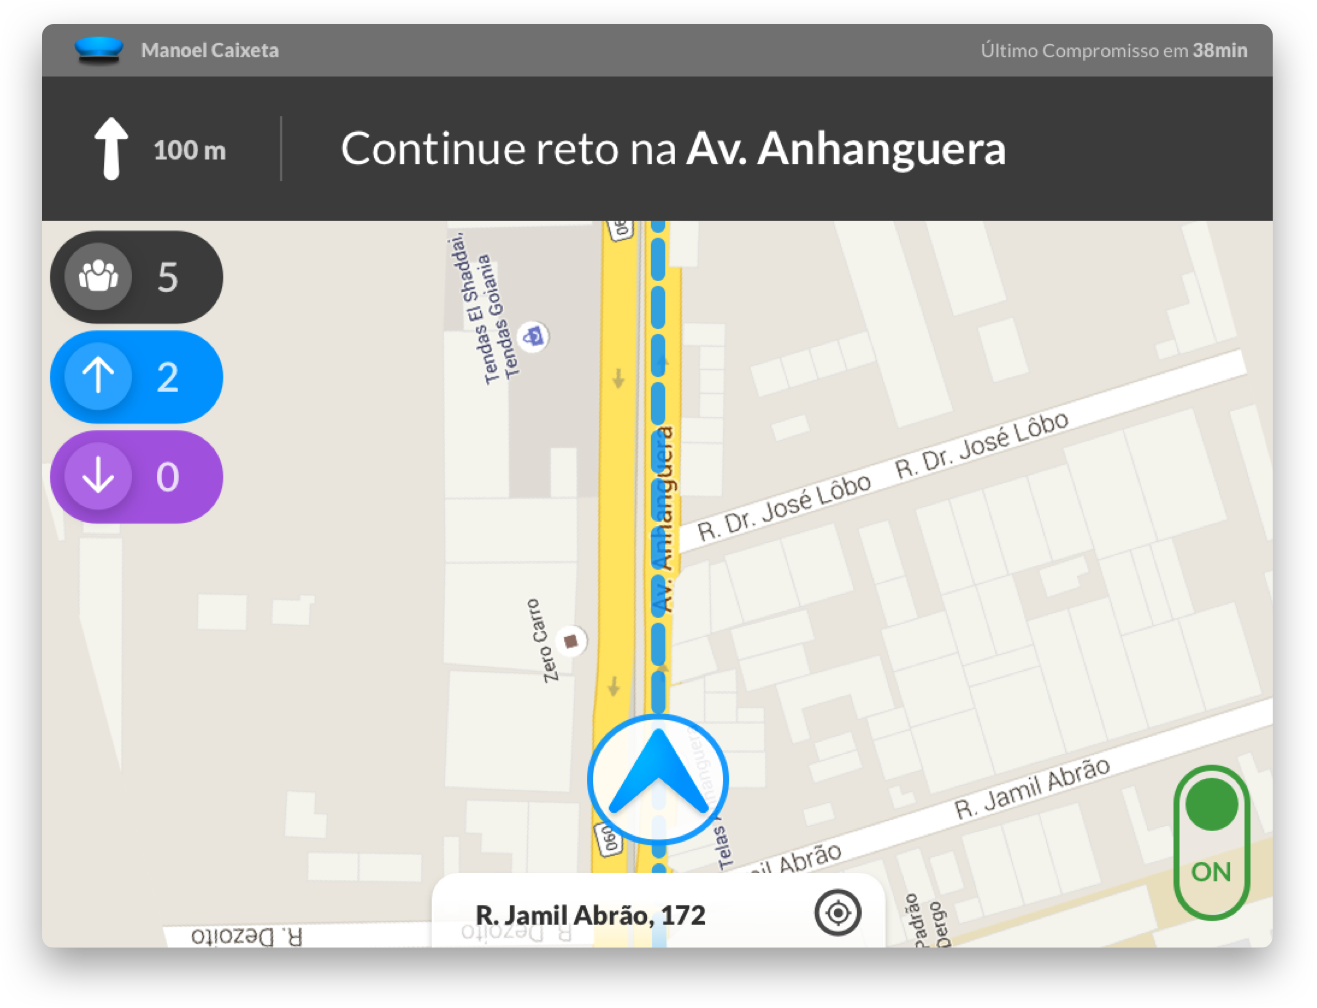 Manoel Caixeta
Último Compromisso em 38min
100 m
Continue reto na Av. Anhanguera
5
2
0
060
Tendas El Shaddai,
Tendas Goiania
Av. Anhanguera
R. Dr. José Lôbo
R. Dr. José Lôbo
Zero Carro
R. Jamil Abrão
060
Telas
Abrão
ON
R. Jamil Abrão, 172
Padrão
Dergo
R. Dezoito
R. Dezoito